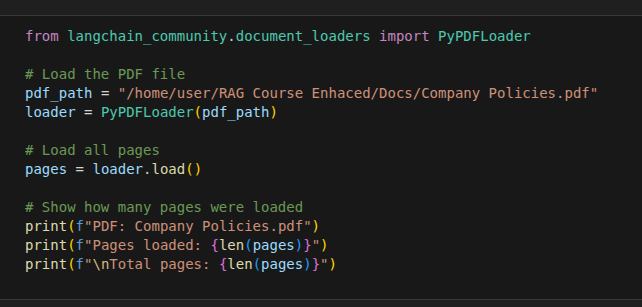 from langchain_community.document_loaders import PyPDFLoader
# Load the PDF file
pdf_path = "/home/user/RAG Course Enhaced/Docs/Company Policies.pdf"
loader = PyPDFLoader(pdf_path)
# Load all pages
pages = loader.load()
# Show how many pages were loaded
print(f"PDF: Company Policies.pdf")
print(f"Pages loaded: {len(pages)}")
print(f"\nTotal pages: {len(pages)}")